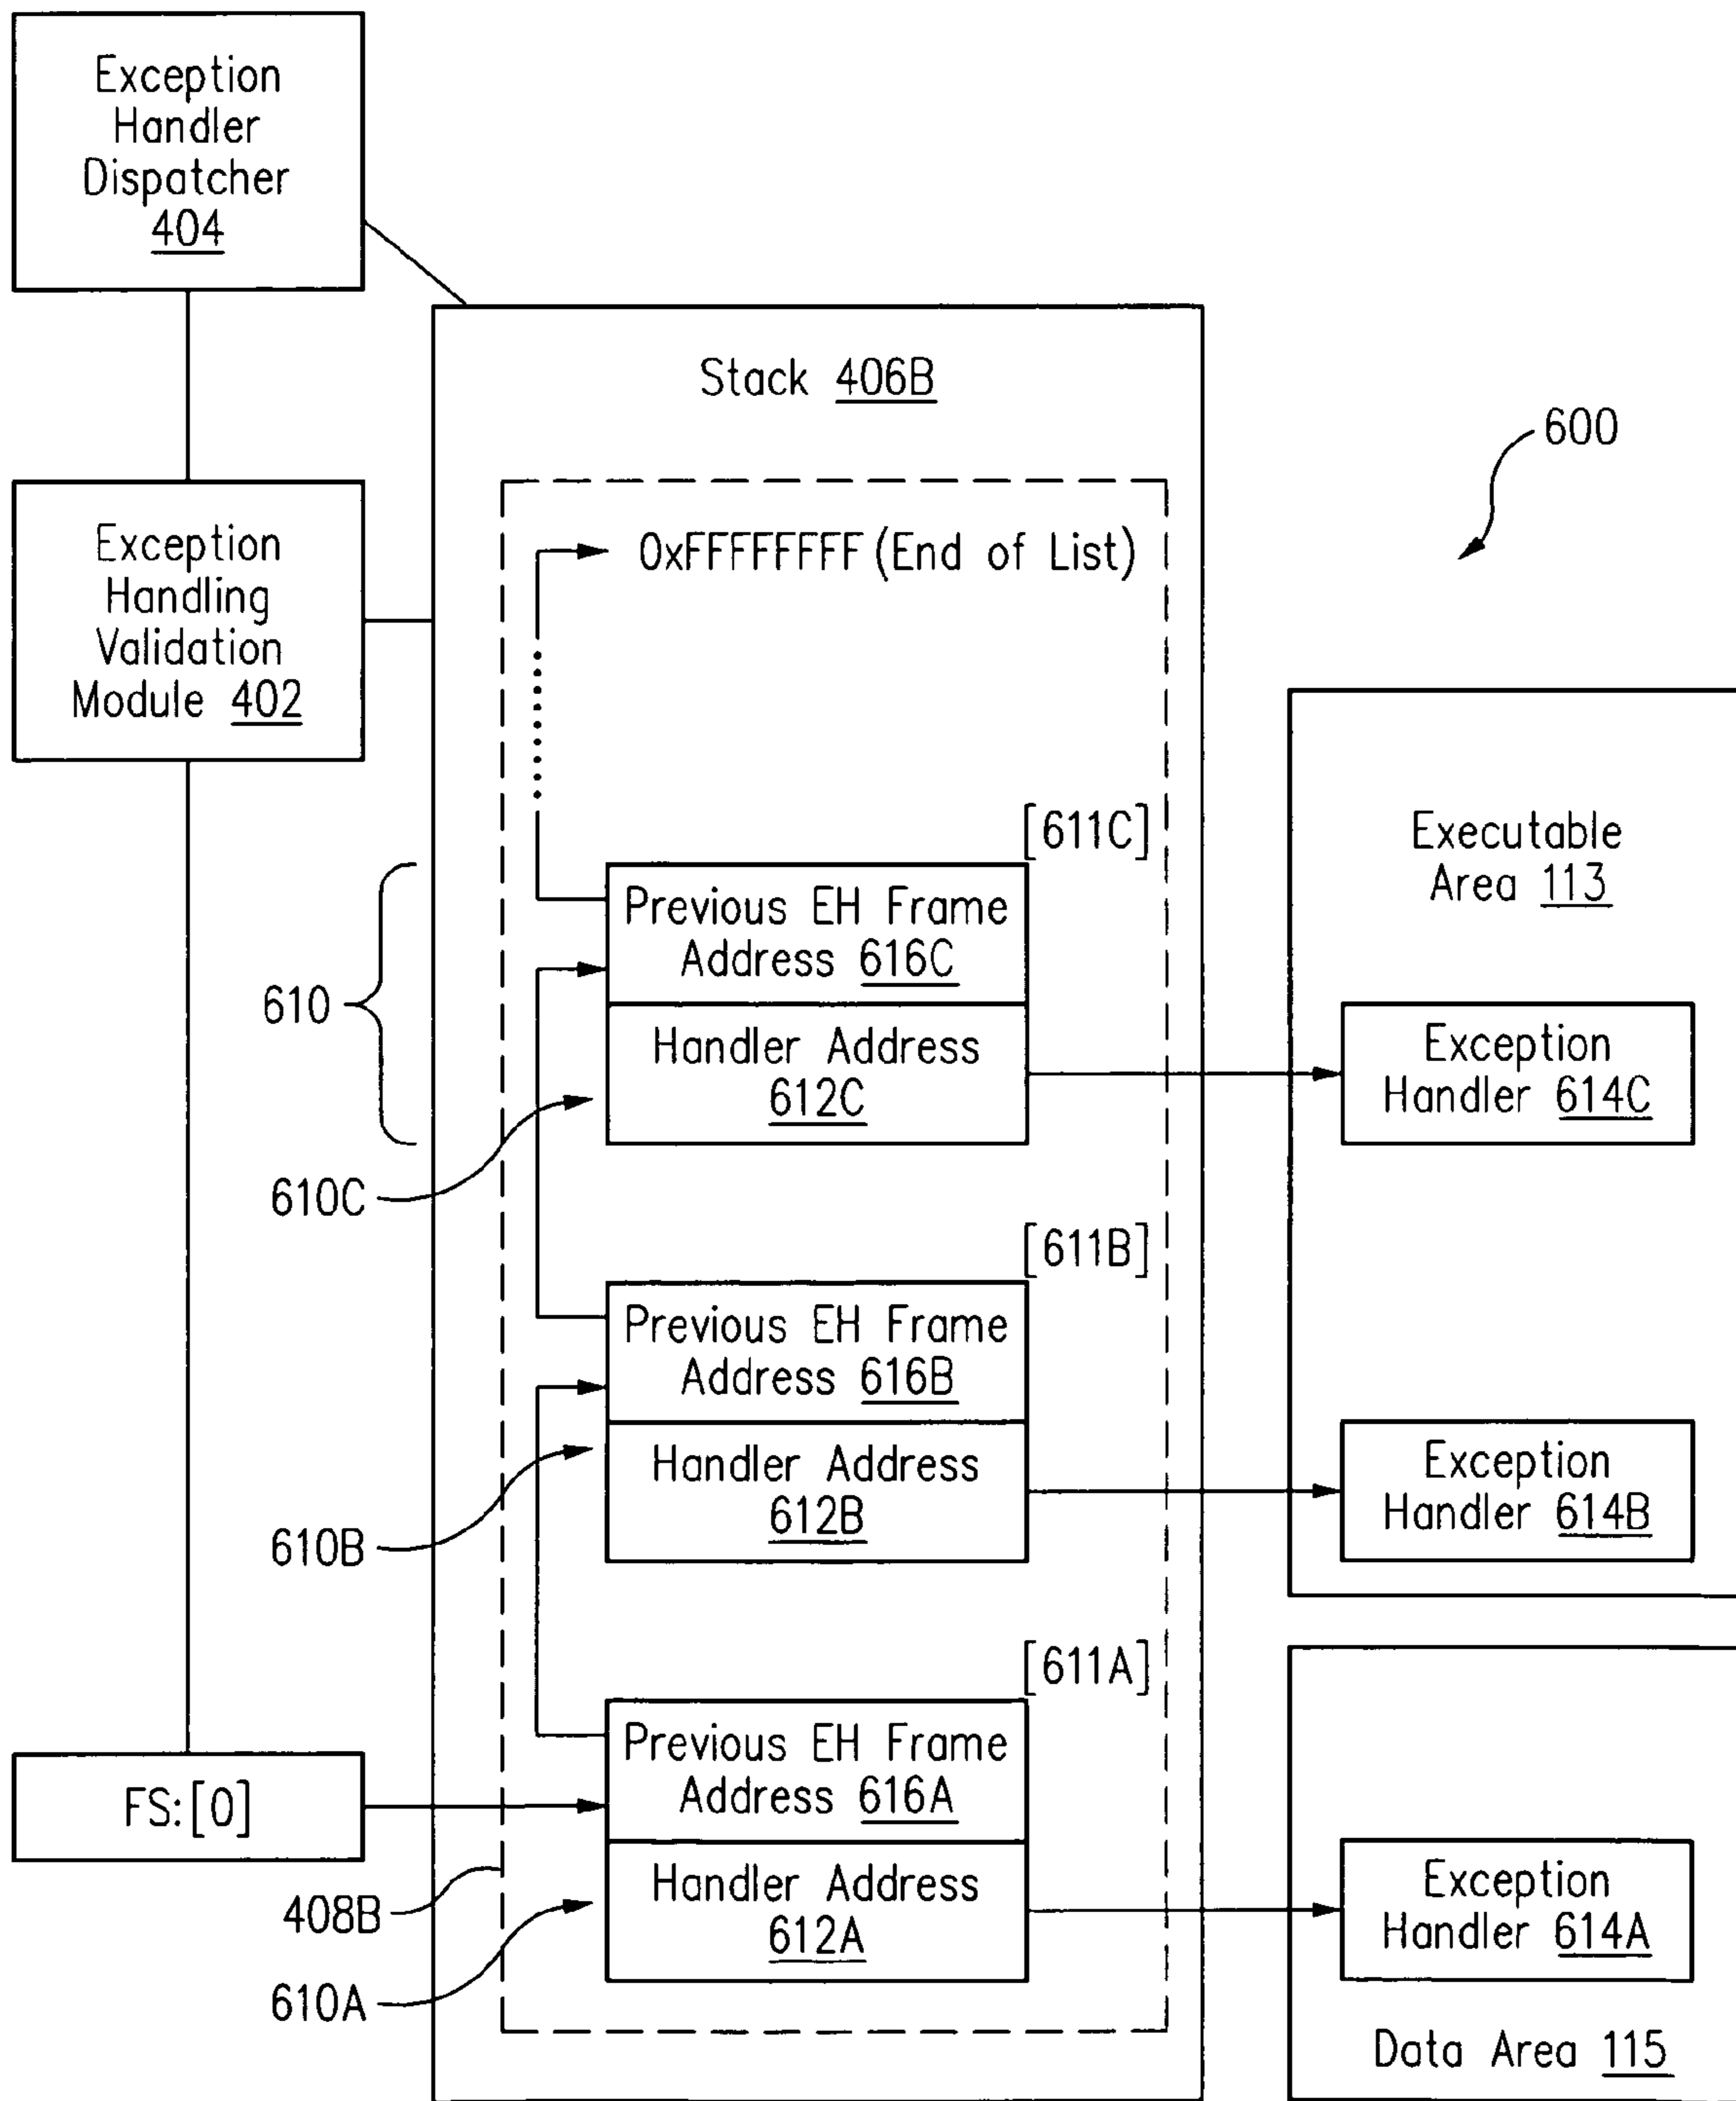 Exception
Handler
Dispatcher
404
Stack 406B
600
Exception
Handling
Validation
Module 402
0xFFFFFFFF (End of List)
[611C]
Executable
Area 113
Previous EH Frame
Address 616C
610
Handler Address
612C
Exception
Handler 614C
610C
[611B]
Previous EH Frame
Address 616B
Handler Address
612B
Exception
Handler 614B
610B
[611A]
Previous EH Frame
Address 616A
FS:[0]
Handler Address
612A
Exception
Handler 614A
408B
610A
Data Area 115